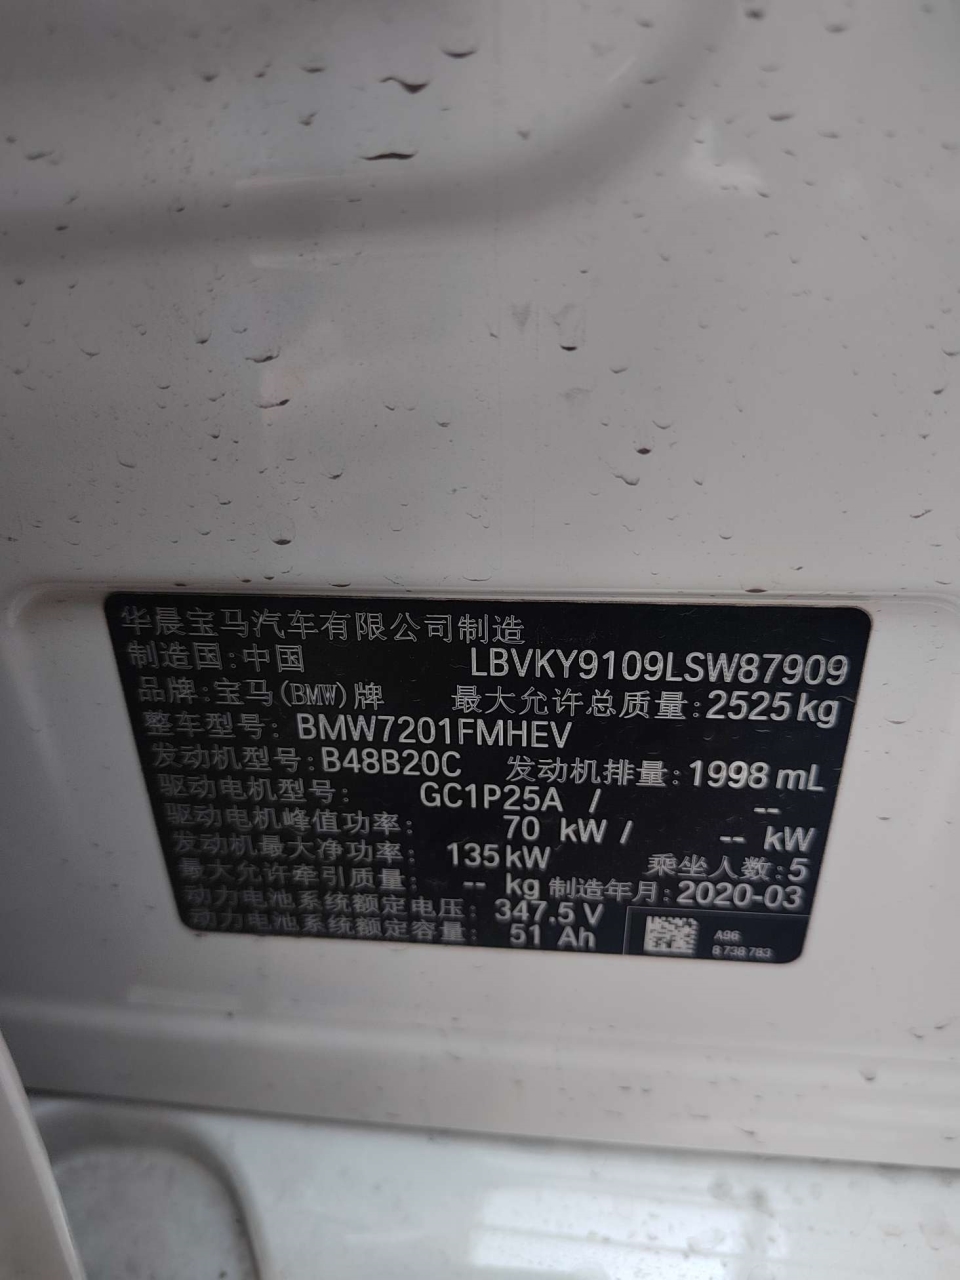 华晨宝马汽车有限公司制造
制造国:中国 LBVKY9109LSW87909
品牌:宝马(BMW)牌 最大允许总质量:2525kg
整车型号:BMW7201FMHEV
发动机型号:B48B20C 发动机排量:1998 mL
驱动电机型号: GC1P25A / --
驱动电机峰值功率: 70 kW / -- kW
发动机最大净功率: 135kW 乘坐人数:5
最大允许牵引质量: -- kg 制造年月:2020-03
动力电池系统额定电压: 347.5 V
动力电池系统额定容量: 51 Ah
A96
8 738 783